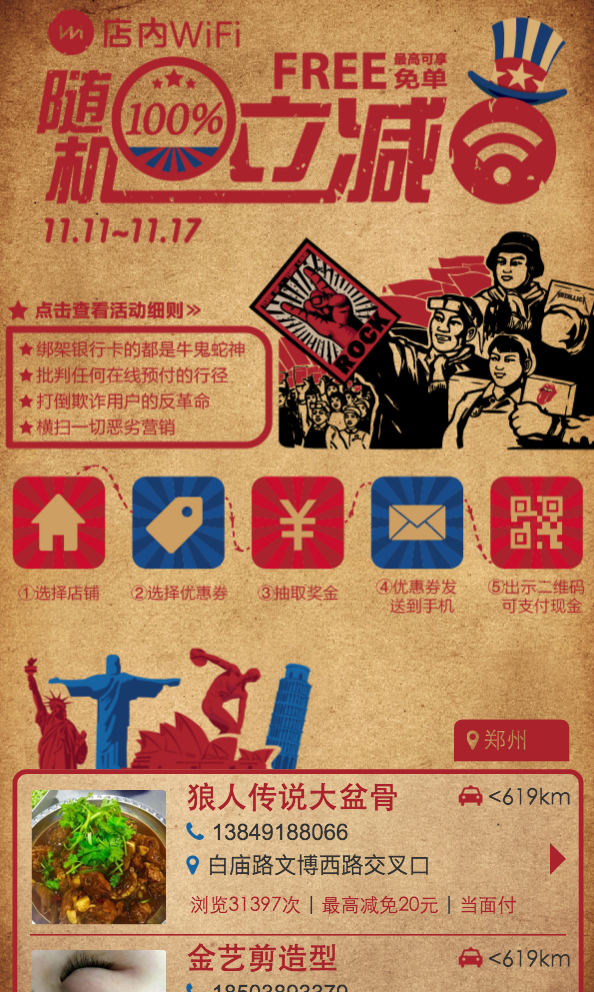 店内WiFi
FREE 最高可享免单
随机 100% 立减
11.11~11.17
点击查看活动细则
ROCK
METALLICA
绑架银行卡的都是牛鬼蛇神
批判任何在线预付的行径
打倒欺诈用户的反革命
横扫一切恶劣营销
①选择店铺
②选择优惠券
③抽取奖金
④优惠券发
送到手机
⑤出示二维码
可支付现金
郑州
狼人传说大盆骨
<619km
13849188066
白庙路文博西路交叉口
浏览31397次 | 最高减免20元 | 当面付
金艺剪造型
<619km